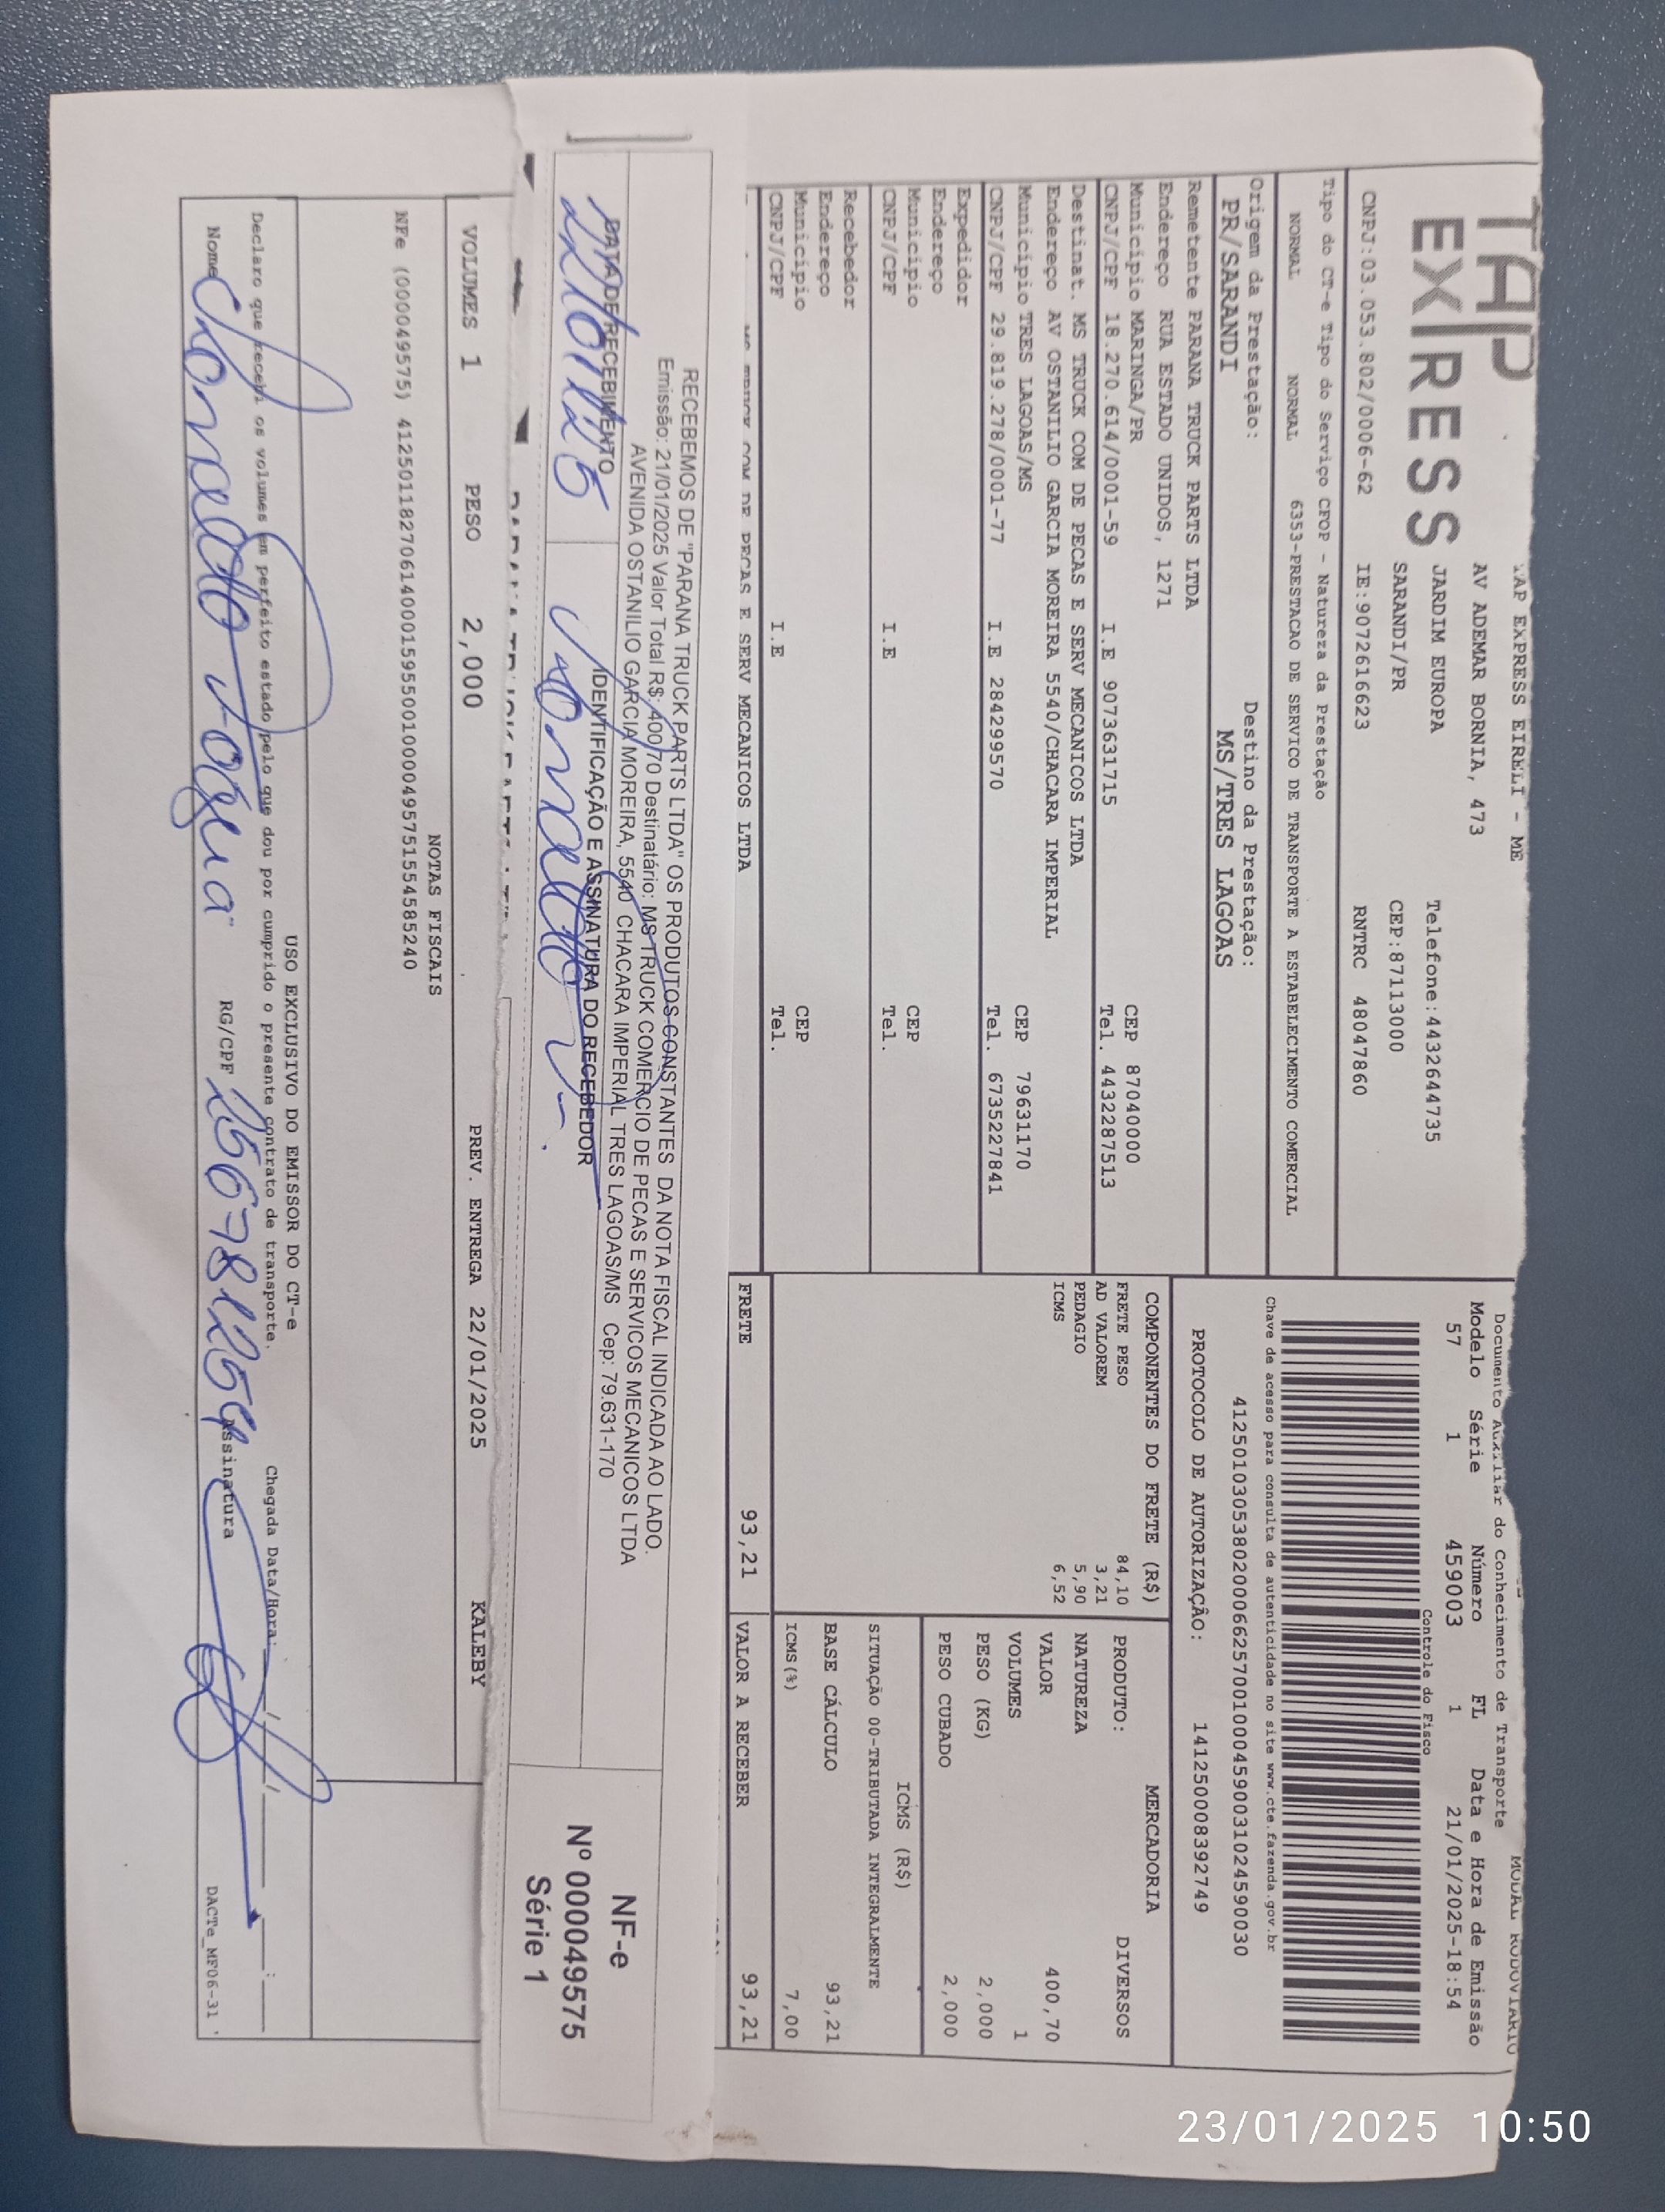 TAP
EXPRESS
TAP EXPRESS EIRELI - ME
AV ADEMAR BORNIA, 473
JARDIM EUROPA
Telefone:4432644735
SARANDI/PR
CEP:87113000
CNPJ:03.053.802/0006-62
IE:9072616623
RNTRC 48047860
Documento Auxiliar do Conhecimento de Transporte
MODAL RODOVIARIO
Modelo Série Número FL Data e Hora de Emissão
57 1 459003 1 21/01/2025-18:54
Controle do Fisco
Chave de acesso para consulta de autenticidade no site www.cte.fazenda.gov.br
41250103053802000662570010004590031024590030
PROTOCOLO DE AUTORIZAÇÃO: 141250008392749
Tipo do CT-e Tipo do Serviço CFOP - Natureza da Prestação
NORMAL NORMAL 6353-PRESTACAO DE SERVICO DE TRANSPORTE A ESTABELECIMENTO COMERCIAL
Origem da Prestação: Destino da Prestação:
PR/SARANDI MS/TRES LAGOAS
Remetente PARANA TRUCK PARTS LTDA
Endereço RUA ESTADO UNIDOS, 1271
Município MARINGA/PR CEP 87040000
CNPJ/CPF 18.270.614/0001-59 I.E 9073631715 Tel. 4432287513
Destinat. MS TRUCK COM DE PECAS E SERV MECANICOS LTDA
Endereço AV OSTANILIO GARCIA MOREIRA 5540/CHACARA IMPERIAL
Município TRES LAGOAS/MS CEP 79631170
CNPJ/CPF 29.819.278/0001-77 I.E 284299570 Tel. 6735227841
Expedidor
Endereço
Município CEP
CNPJ/CPF I.E Tel.
Recebedor
Endereço
Município CEP
CNPJ/CPF I.E Tel.
MS TRUCK COM DE PECAS E SERV MECANICOS LTDA
COMPONENTES DO FRETE (R$)
FRETE PESO 84,10
AD VALOREM 3,21
PEDAGIO 5,90
ICMS 6,52
MERCADORIA
PRODUTO: DIVERSOS
NATUREZA
VALOR 400,70
VOLUMES 1
PESO (KG) 2,000
PESO CUBADO 2,000
ICMS (R$)
SITUAÇÃO 00-TRIBUTADA INTEGRALMENTE
BASE CÁLCULO 93,21
ICMS(%) 7,00
FRETE 93,21
VALOR A RECEBER 93,21
RECEBEMOS DE "PARANA TRUCK PARTS LTDA" OS PRODUTOS CONSTANTES DA NOTA FISCAL INDICADA AO LADO.
Emissão: 21/01/2025 Valor Total R$: 400,70 Destinatário: MS TRUCK COMERCIO DE PECAS E SERVICOS MECANICOS LTDA
AVENIDA OSTANILIO GARCIA MOREIRA, 5540 CHACARA IMPERIAL TRES LAGOAS/MS Cep: 79.631-170
DATA DE RECEBIMENTO
IDENTIFICAÇÃO E ASSINATURA DO RECEBEDOR
NF-e
Nº 000049575
Série 1
VOLUMES 1 PESO 2,000 PREV. ENTREGA 22/01/2025 KALEBY
NOTAS FISCAIS
NFe (000049575) 41250118270614000159550010000495751554585240
USO EXCLUSIVO DO EMISSOR DO CT-e
Declaro que recebi os volumes em perfeito estado pelo que dou por cumprido o presente contrato de transporte.
Chegada Data/Hora:
Nome RG/CPF Assinatura
DACTe_MF06-31
23/01/2025 10:50